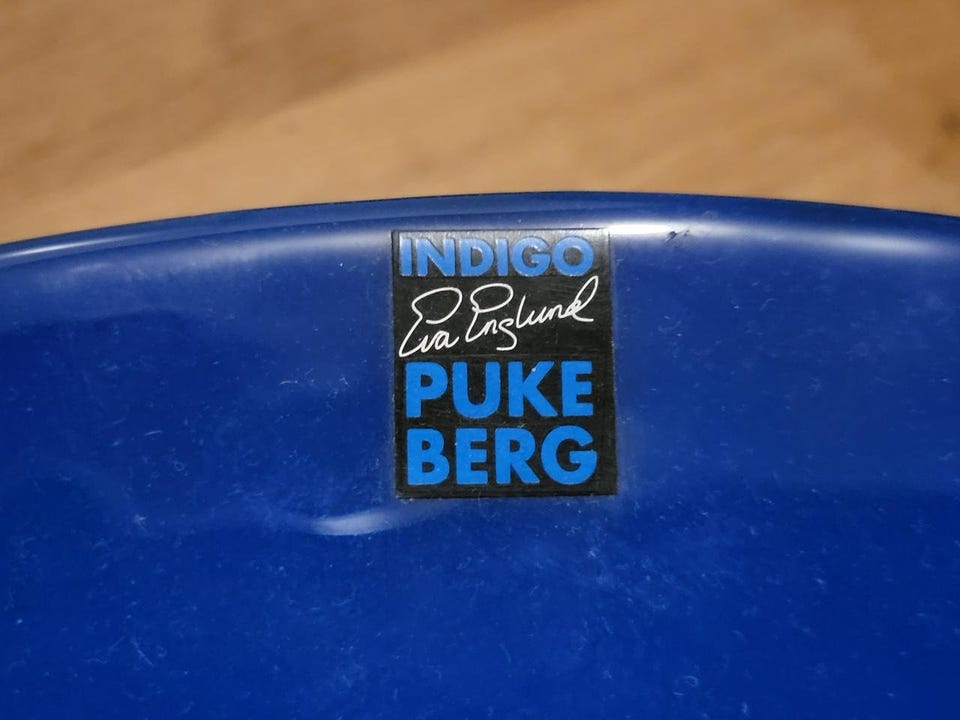 INDIGO
Eva Englund
PUKE
BERG